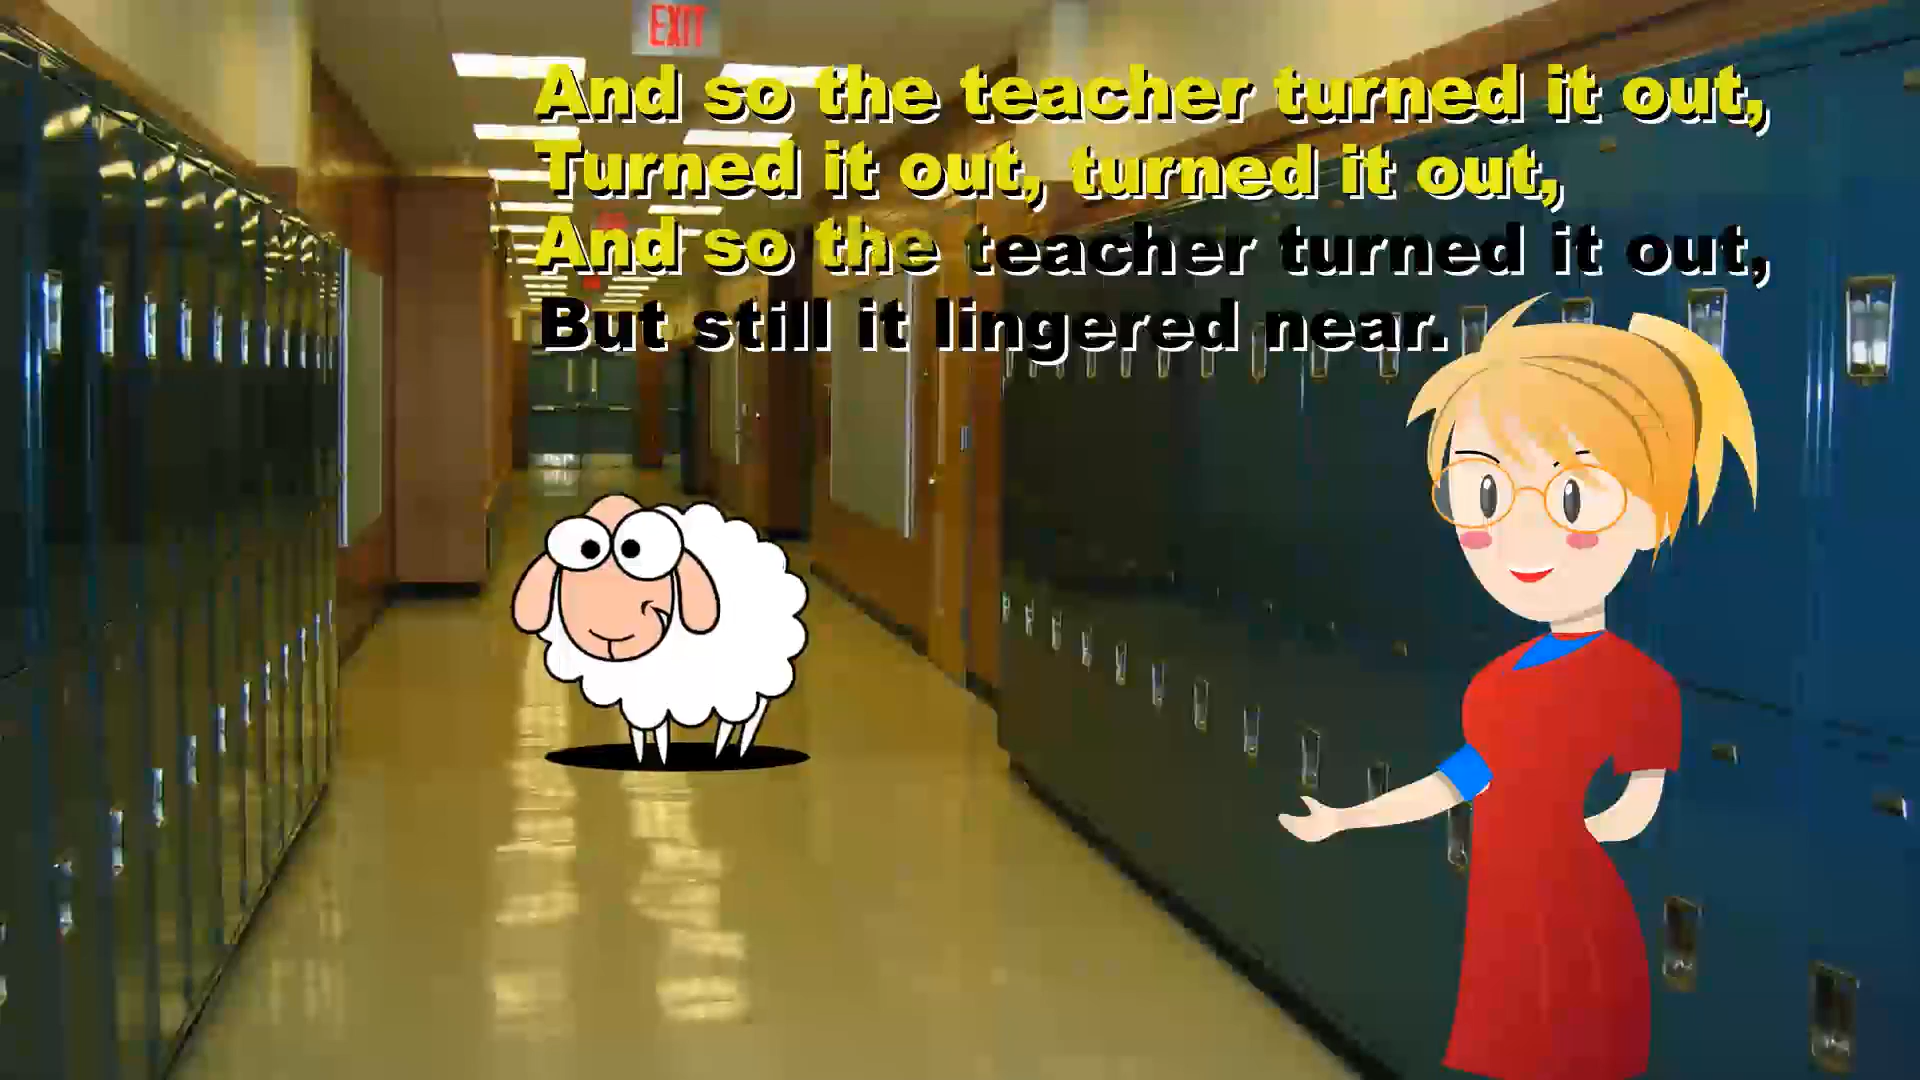 EXIT
And so the teacher turned it out,
Turned it out, turned it out,
And so the teacher turned it out,
But still it lingered near.